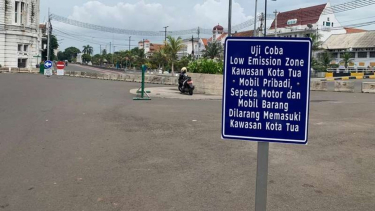 Uji Coba
Low Emission Zone
Kawasan Kota Tua
- Mobil Pribadi,
Sepeda Motor dan
Mobil Barang
Dilarang Memasuki
Kawasan Kota Tua